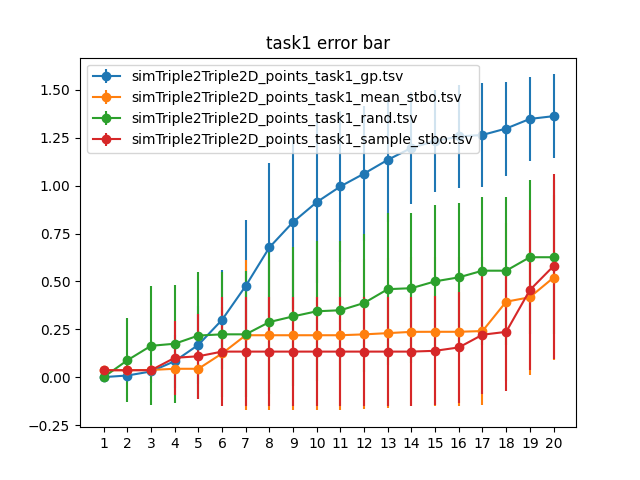 task1 error bar
simTriple2Triple2D_points_task1_gp.tsv
simTriple2Triple2D_points_task1_mean_stbo.tsv
simTriple2Triple2D_points_task1_rand.tsv
simTriple2Triple2D_points_task1_sample_stbo.tsv
1.50
1.25
1.00
0.75
0.50
0.25
0.00
−0.25
1 2 3 4 5 6 7 8 9 10 11 12 13 14 15 16 17 18 19 20